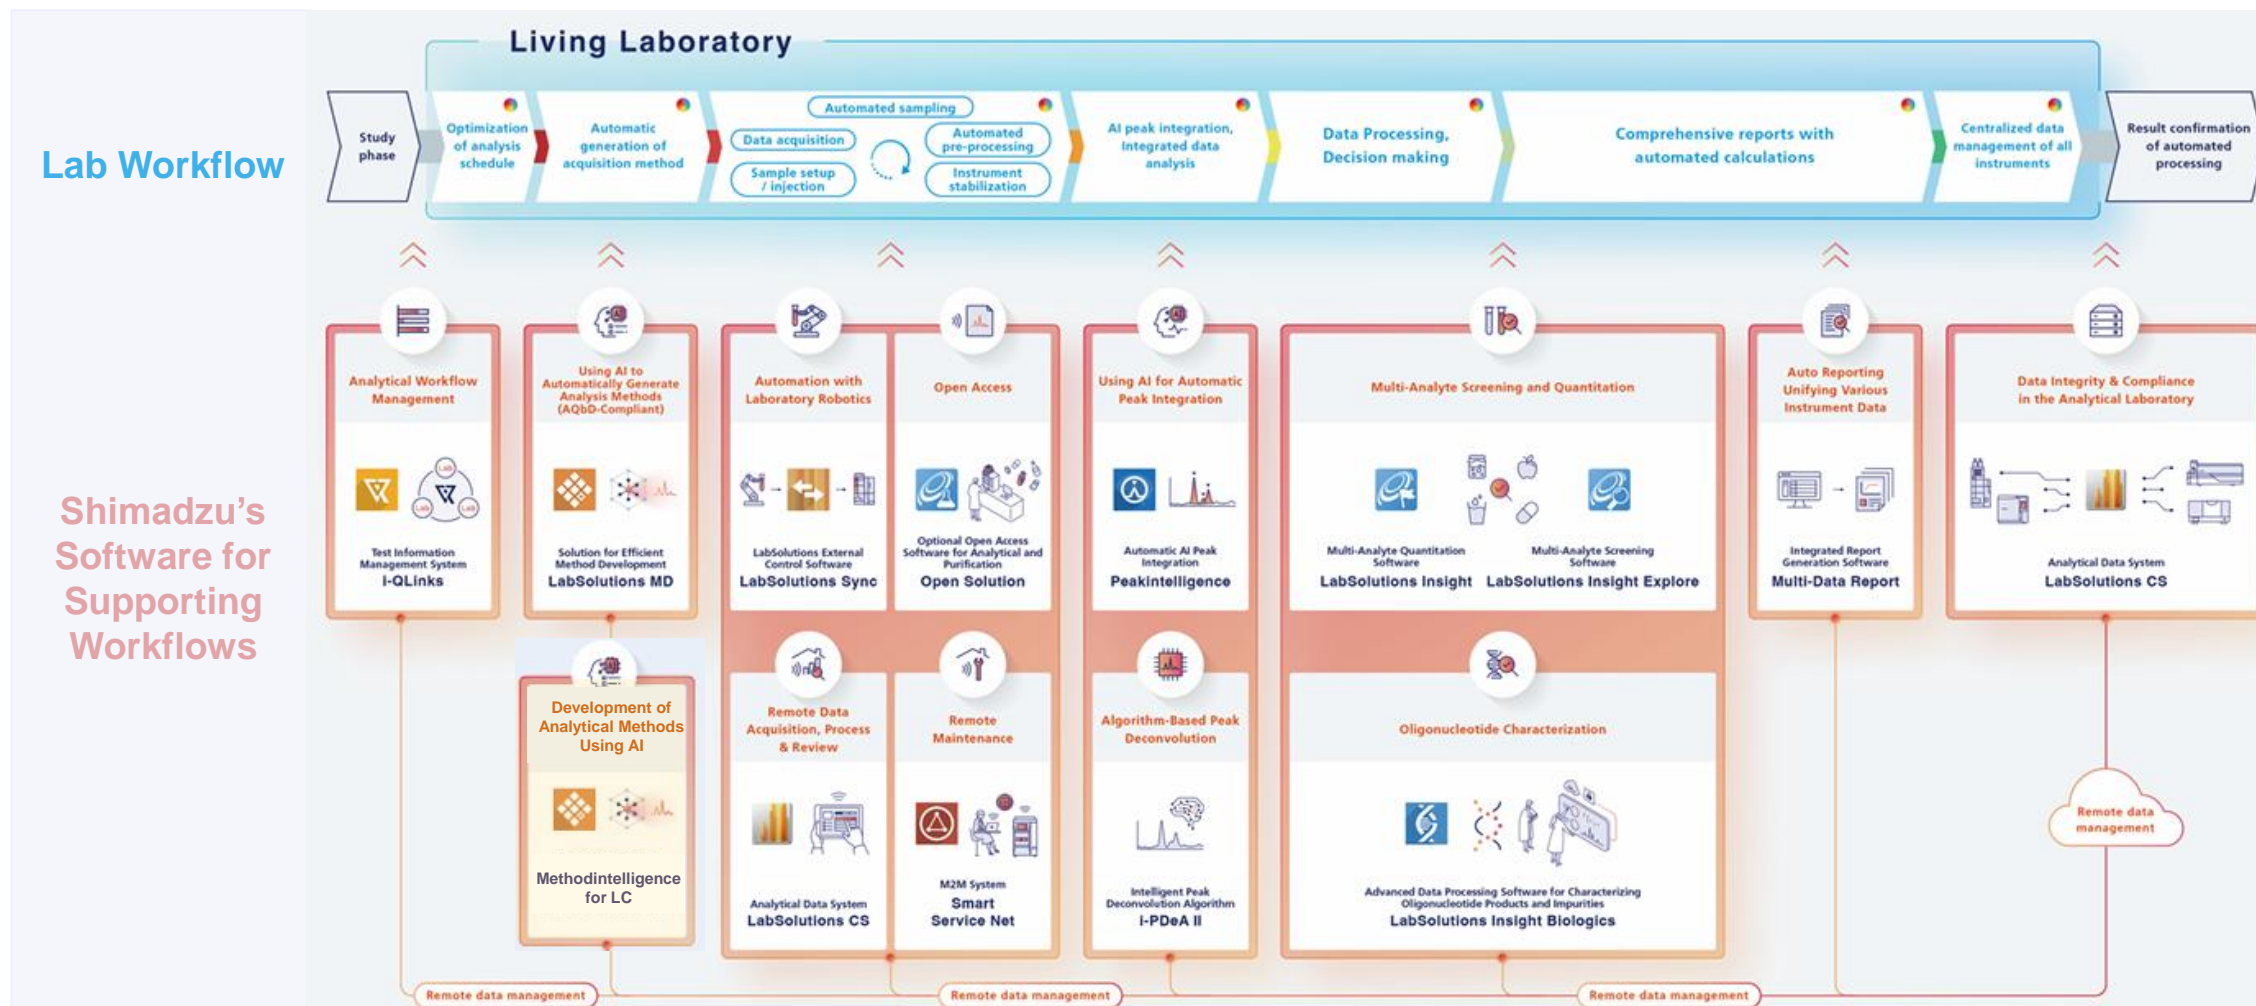 Living Laboratory
Lab Workflow
Study
phase
Optimization
of analysis
schedule
Automatic
generation of
acquisition method
Automated sampling
Data acquisition
Automated
pre-processing
Sample setup
/ injection
Instrument
stabilization
AI peak integration,
Integrated data
analysis
Data Processing,
Decision making
Comprehensive reports with
automated calculations
Centralized data
management of all
instruments
Result confirmation
of automated
processing
Shimadzu's
Software for
Supporting
Workflows
Analytical Workflow
Management
Lab
Lab
Lab
Test Information
Management System
i-QLinks
Using AI to
Automatically Generate
Analysis Methods
(AQbD-Compliant)
Solution for Efficient
Method Development
LabSolutions MD
Automation with
Laboratory Robotics
LabSolutions External
Control Software
LabSolutions Sync
Open Access
Optional Open Access
Software for Analytical and
Purification
Open Solution
Using AI for Automatic
Peak Integration
Automatic AI Peak
Integration
Peakintelligence
Multi-Analyte Screening and Quantitation
Multi-Analyte Quantitation
Software
LabSolutions Insight
Multi-Analyte Screening
Software
LabSolutions Insight Explore
Auto Reporting
Unifying Various
Instrument Data
Integrated Report
Generation Software
Multi-Data Report
Data Integrity & Compliance
in the Analytical Laboratory
Analytical Data System
LabSolutions CS
Development of
Analytical Methods
Using AI
Methodintelligence
for LC
Remote Data
Acquisition, Process
& Review
Analytical Data System
LabSolutions CS
Remote
Maintenance
M2M System
Smart
Service Net
Algorithm-Based Peak
Deconvolution
Intelligent Peak
Deconvolution Algorithm
i-PDeA II
Oligonucleotide Characterization
Advanced Data Processing Software for Characterizing
Oligonucleotide Products and Impurities
LabSolutions Insight Biologics
Remote data
management
Remote data management
Remote data management
Remote data management